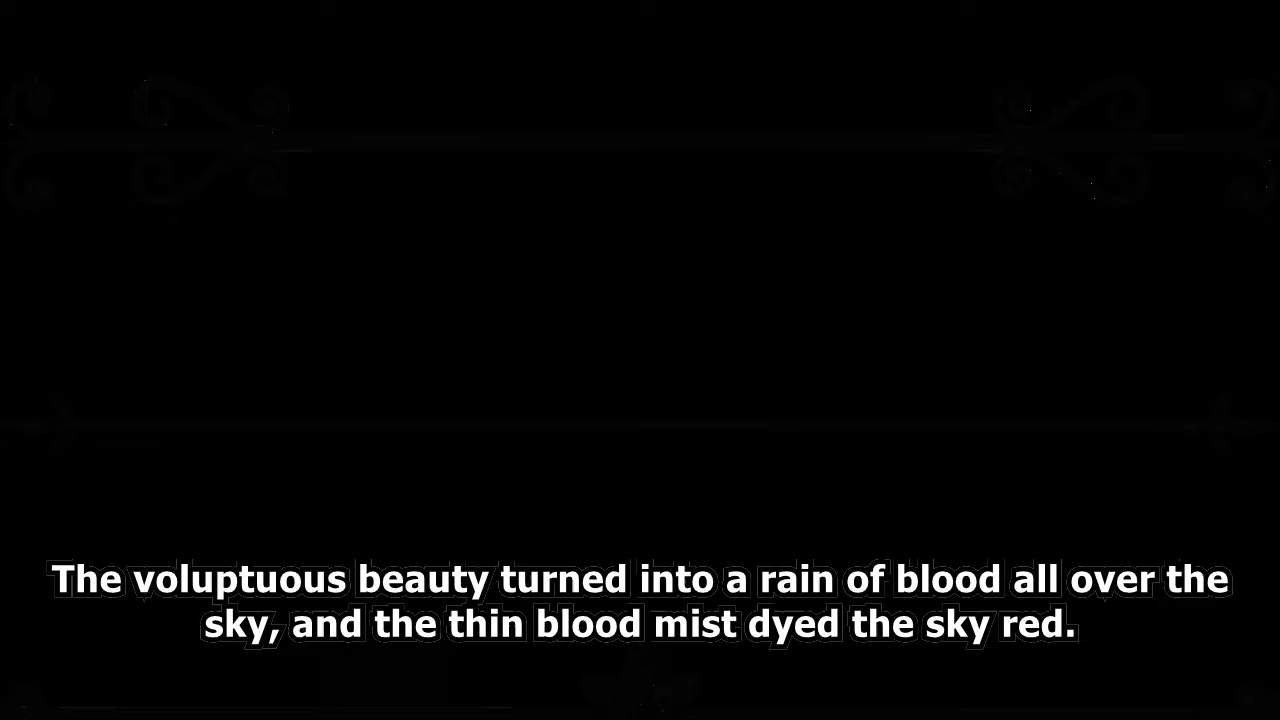 The voluptuous beauty turned into a rain of blood all over the
sky, and the thin blood mist dyed the sky red.